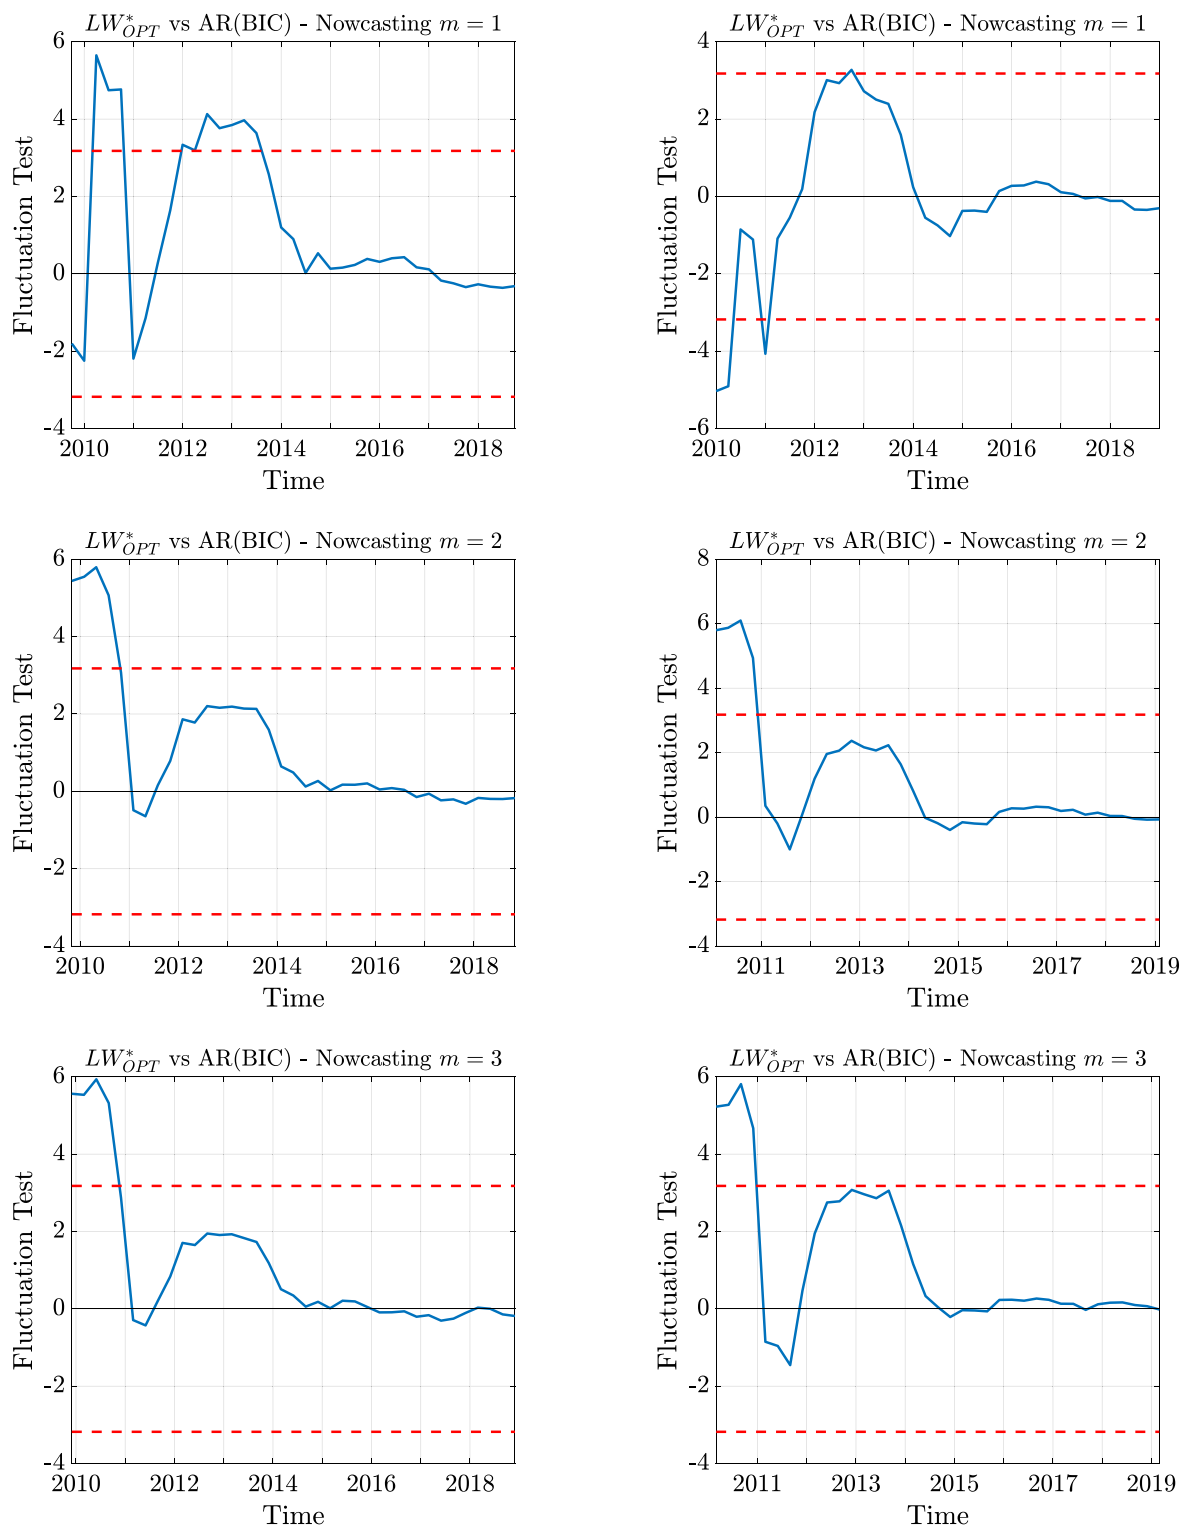 LW*OPT vs AR(BIC) - Nowcasting m = 1
6
4
2
0
-2
-4
Fluctuation Test
2010 2012 2014 2016 2018
Time
LW*OPT vs AR(BIC) - Nowcasting m = 1
4
2
0
-2
-4
-6
Fluctuation Test
2010 2012 2014 2016 2018
Time
LW*OPT vs AR(BIC) - Nowcasting m = 2
6
4
2
0
-2
-4
Fluctuation Test
2010 2012 2014 2016 2018
Time
LW*OPT vs AR(BIC) - Nowcasting m = 2
8
6
4
2
0
-2
-4
Fluctuation Test
2011 2013 2015 2017 2019
Time
LW*OPT vs AR(BIC) - Nowcasting m = 3
6
4
2
0
-2
-4
Fluctuation Test
2010 2012 2014 2016 2018
Time
LW*OPT vs AR(BIC) - Nowcasting m = 3
6
4
2
0
-2
-4
Fluctuation Test
2011 2013 2015 2017 2019
Time